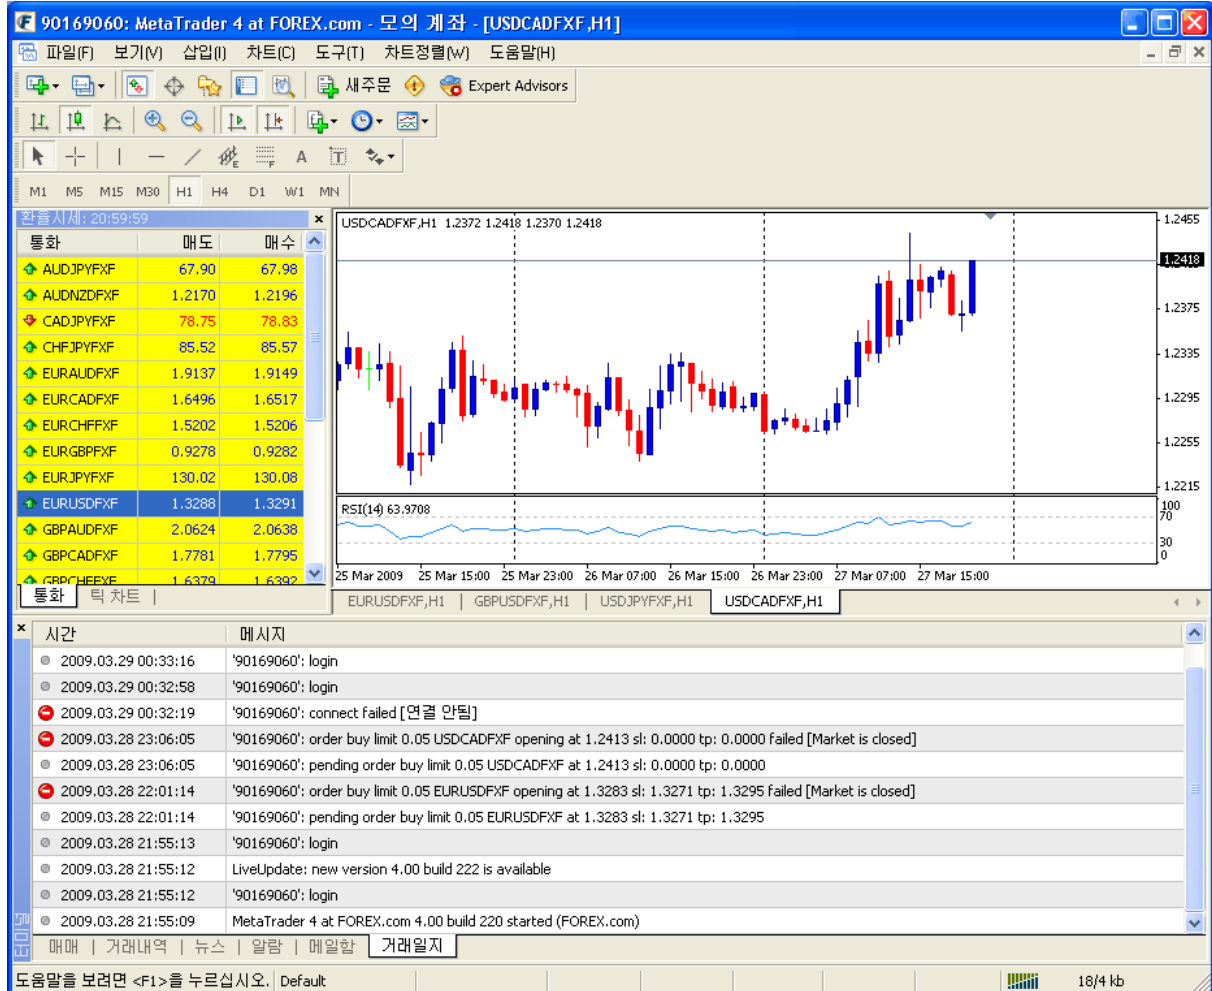 90169060: MetaTrader 4 at FOREX.com - 모의 계좌 - [USDCADFXF,H1]
파일(F) 보기(V) 삽입(I) 차트(C) 도구(T) 차트정렬(W) 도움말(H)
새주문 Expert Advisors
A T
M1 M5 M15 M30 H1 H4 D1 W1 MN
환율시세: 20:59:59
통화 매도 매수
AUDJPYFXF 67.90 67.98
AUDNZDFXF 1.2170 1.2196
CADJPYFXF 78.75 78.83
CHFJPYFXF 85.52 85.57
EURAUDFXF 1.9137 1.9149
EURCADFXF 1.6496 1.6517
EURCHFFXF 1.5202 1.5206
EURGBPFXF 0.9278 0.9282
EURJPYFXF 130.02 130.08
EURUSDFXF 1.3288 1.3291
GBPAUDFXF 2.0624 2.0638
GBPCADFXF 1.7781 1.7795
GBPCHFFXF 1.6379 1.6392
통화 | 틱 차트 |
USDCADFXF,H1 1.2372 1.2418 1.2370 1.2418
1.2455
1.2418
1.2375
1.2335
1.2295
1.2255
1.2215
RSI(14) 63.9708
100
70
30
0
25 Mar 2009 25 Mar 15:00 25 Mar 23:00 26 Mar 07:00 26 Mar 15:00 26 Mar 23:00 27 Mar 07:00 27 Mar 15:00
EURUSDFXF,H1 | GBPUSDFXF,H1 | USDJPYFXF,H1 USDCADFXF,H1
시간 메시지
2009.03.29 00:33:16 '90169060': login
2009.03.29 00:32:58 '90169060': login
2009.03.29 00:32:19 '90169060': connect failed [연결 안됨]
2009.03.28 23:06:05 '90169060': order buy limit 0.05 USDCADFXF opening at 1.2413 sl: 0.0000 tp: 0.0000 failed [Market is closed]
2009.03.28 23:06:05 '90169060': pending order buy limit 0.05 USDCADFXF at 1.2413 sl: 0.0000 tp: 0.0000
2009.03.28 22:01:14 '90169060': order buy limit 0.05 EURUSDFXF opening at 1.3283 sl: 1.3271 tp: 1.3295 failed [Market is closed]
2009.03.28 22:01:14 '90169060': pending order buy limit 0.05 EURUSDFXF at 1.3283 sl: 1.3271 tp: 1.3295
2009.03.28 21:55:13 '90169060': login
2009.03.28 21:55:12 LiveUpdate: new version 4.00 build 222 is available
2009.03.28 21:55:12 '90169060': login
2009.03.28 21:55:09 MetaTrader 4 at FOREX.com 4.00 build 220 started (FOREX.com)
터미널
매매 | 거래내역 | 뉴스 | 알람 | 메일함 거래일지
도움말을 보려면 <F1>을 누르십시오. Default 18/4 kb